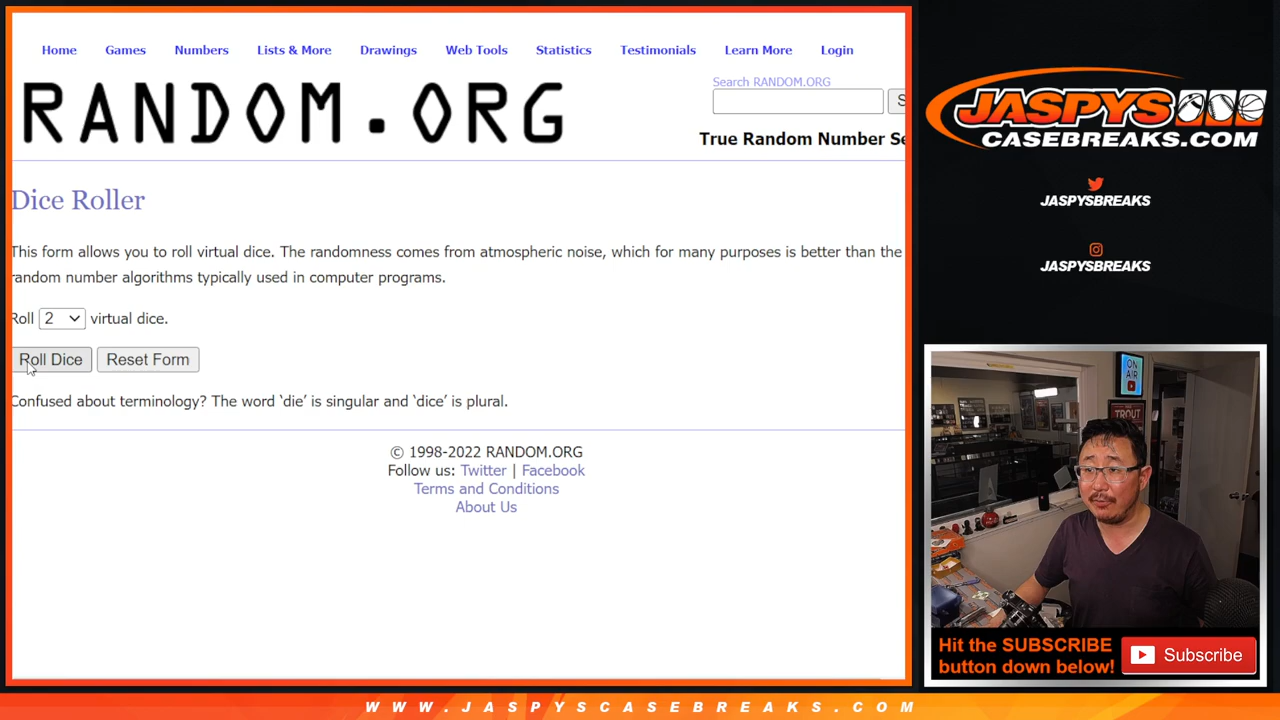 Home Games Numbers Lists & More Drawings Web Tools Statistics Testimonials Learn More Login
RANDOM.ORG
Search RANDOM.ORG
S
True Random Number Se
Dice Roller
This form allows you to roll virtual dice. The randomness comes from atmospheric noise, which for many purposes is better than the
random number algorithms typically used in computer programs.
Roll 2 virtual dice.
Roll Dice Reset Form
Confused about terminology? The word ‘die’ is singular and ‘dice’ is plural.
© 1998-2022 RANDOM.ORG
Follow us: Twitter | Facebook
Terms and Conditions
About Us
JASPYS
CASEBREAKS.COM
JASPYSBREAKS
JASPYSBREAKS
ON
AIR
TROUT
Hit the SUBSCRIBE
button down below!
Subscribe
WWW.JASPYSCASEBREAKS.COM